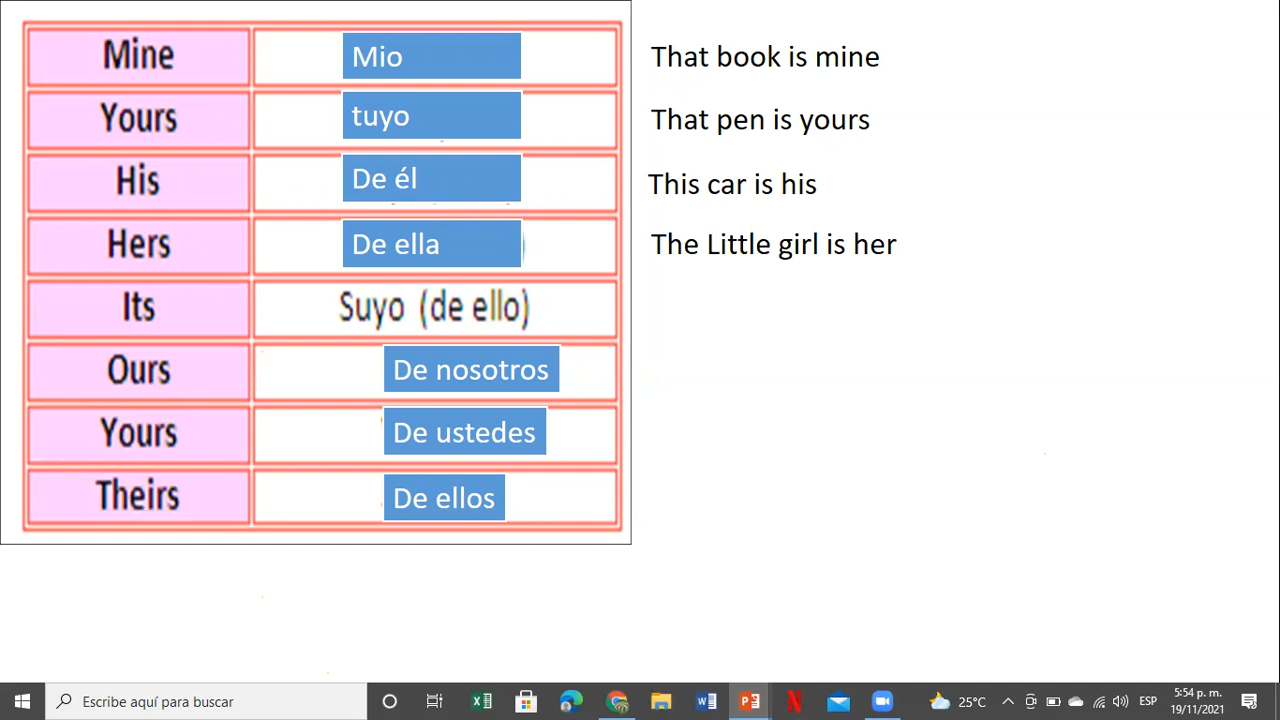 Mine Mio That book is mine
Yours tuyo That pen is yours
His De él This car is his
Hers De ella The Little girl is her
Its Suyo (de ello)
Ours De nosotros
Yours De ustedes
Theirs De ellos
Escribe aquí para buscar 25°C ESP 5:54 p. m.
19/11/2021